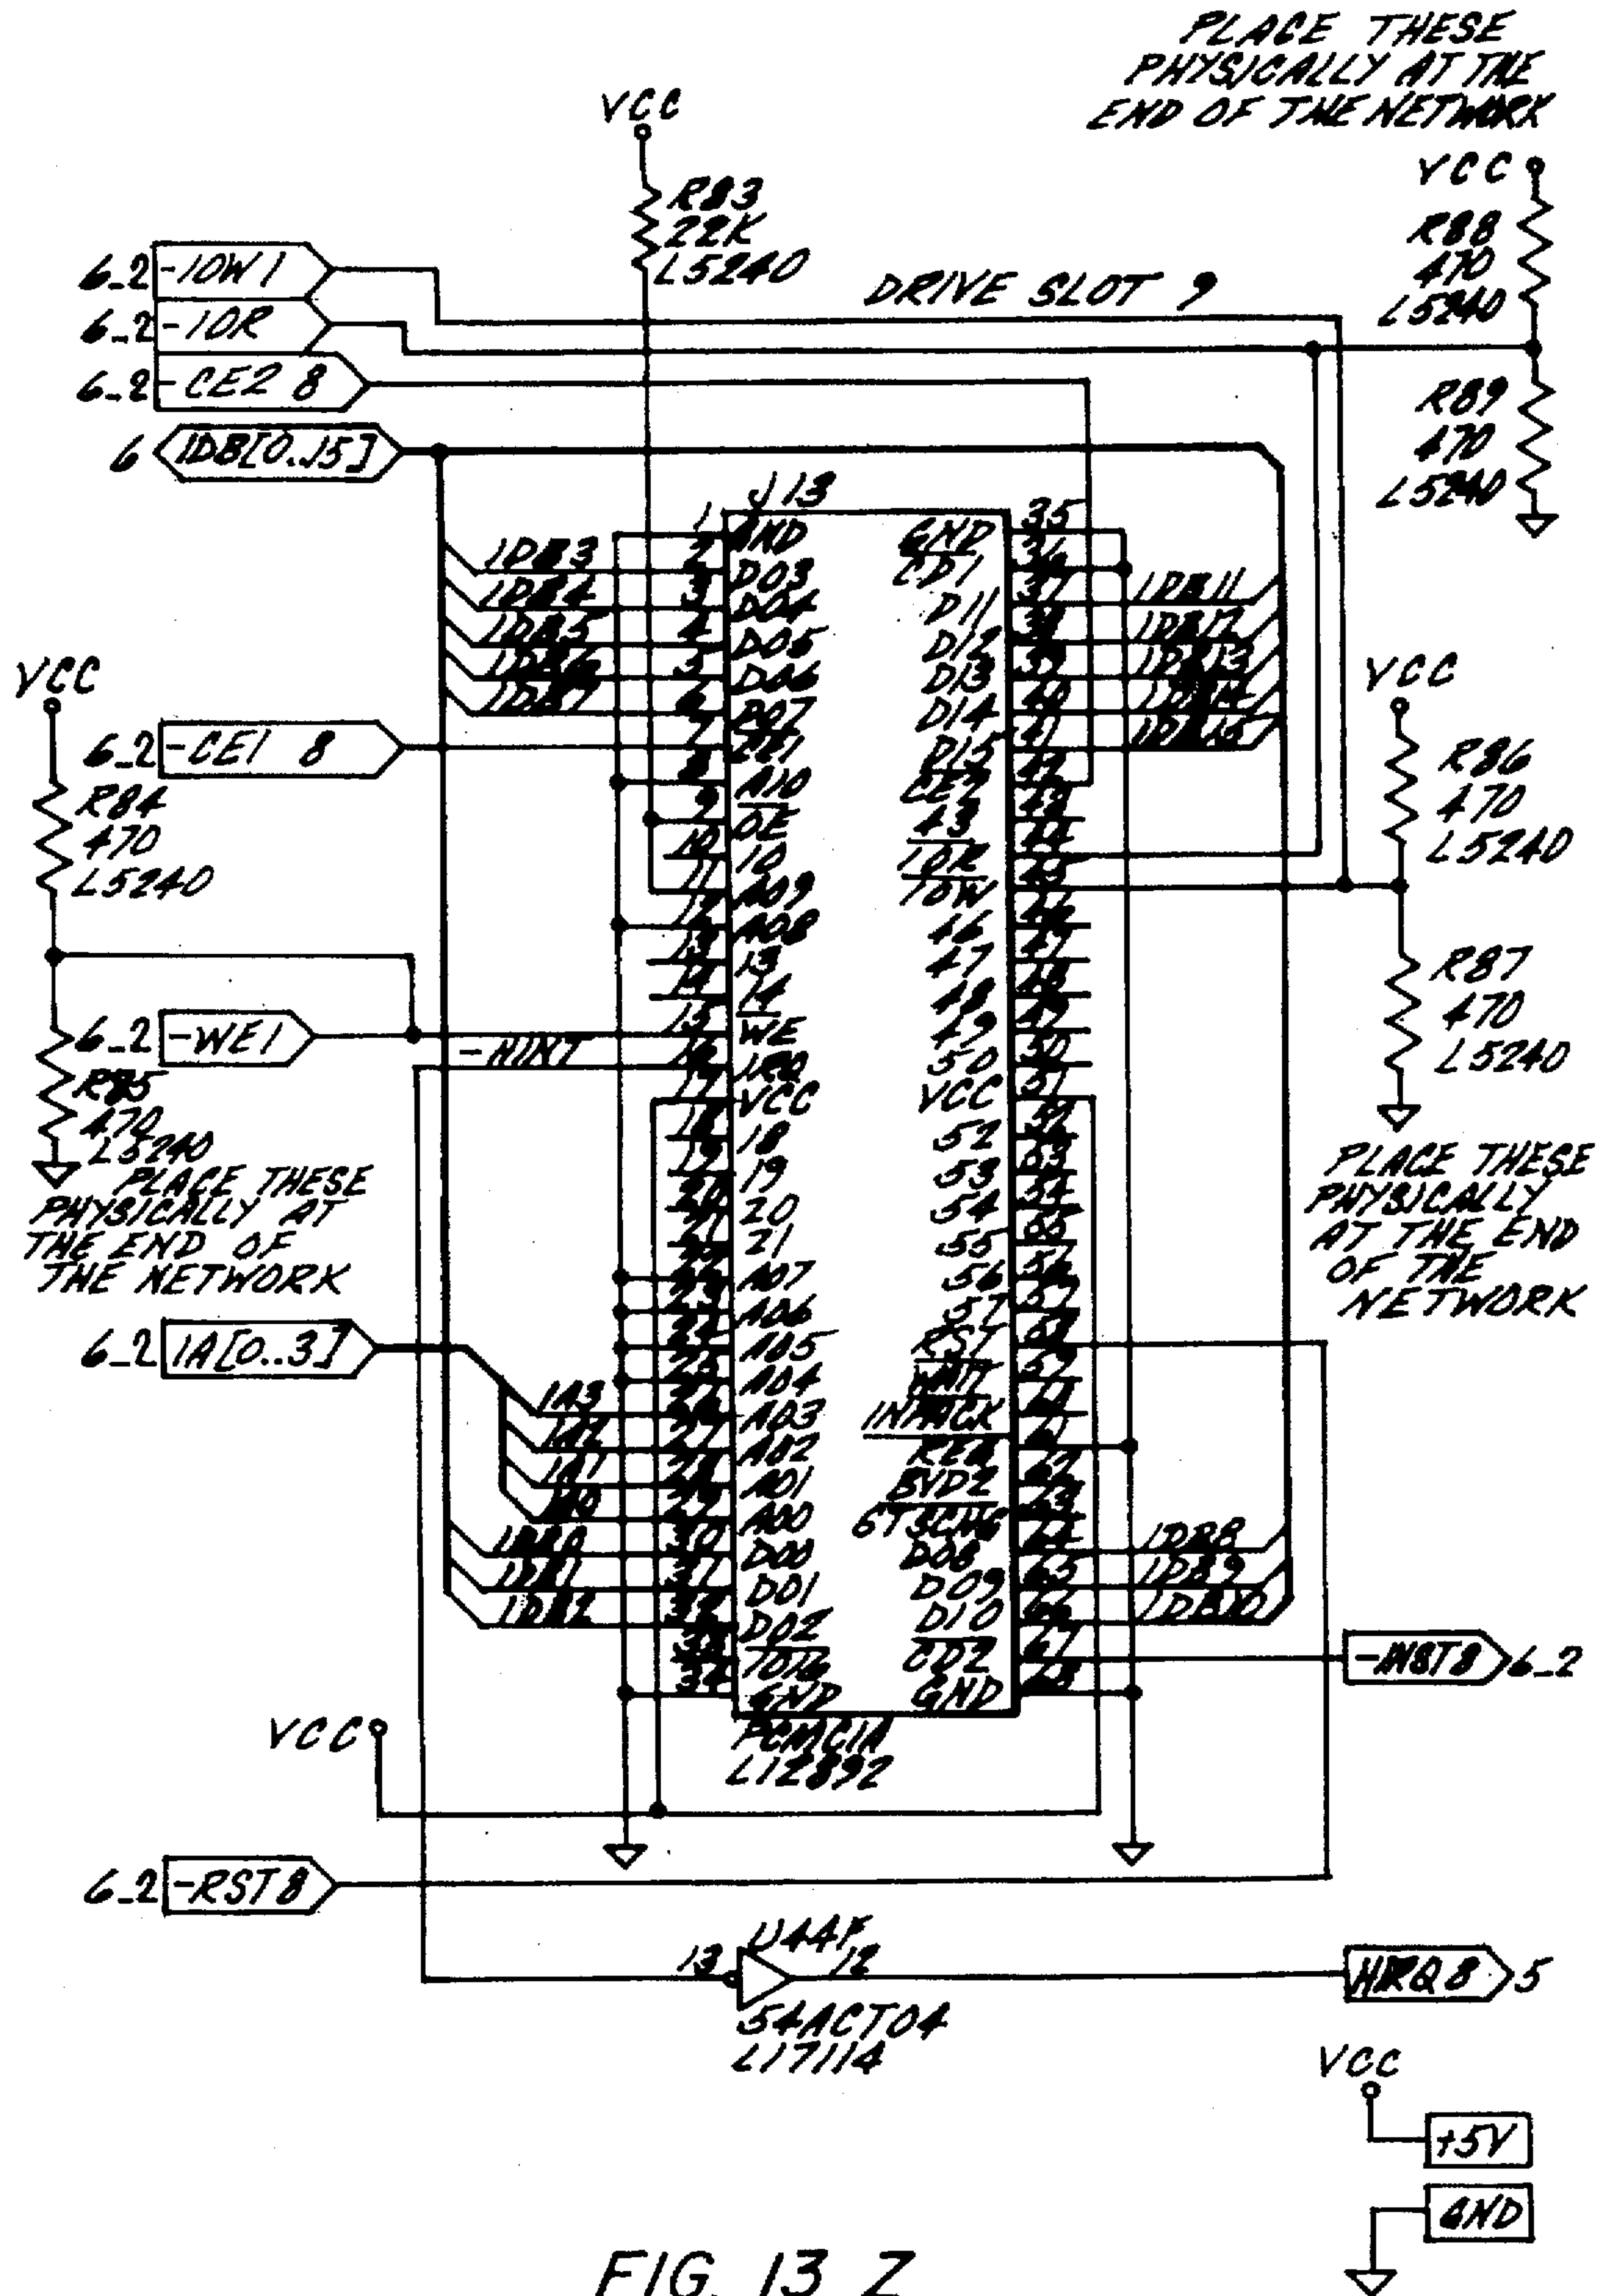 PLACE THESE
PHYSICALLY AT THE
END OF THE NETWORK
VCC
VCC
R83
22K
L5240
R88
470
L5240
6_2 -IOW1
DRIVE SLOT 9
6_2 -IOR
6_2 -CE2 8
R89
470
L5240
6 IDB[0..15]
J13
1 GND
2 D03 IDB3
3 D04 IDB4
4 D05 IDB5
5 D06 IDB6
6 D07 IDB7
7 CE1
8 A10
9 OE
10 10
11 A09
12 A08
13 13
14 14
15 WE
16 IRQ
17 VCC
18 18
19 19
20 20
21 21
22 A07
23 A06
24 A05
25 A04
26 A03 IA3
27 A02 IA2
28 A01 IA1
29 A00 IA0
30 D00 IDB0
31 D01 IDB1
32 D02 IDB2
33
34 GND
GND 35
CD1 36
D11 37 IDB11
D12 38 IDB12
D13 39 IDB13
D14 40 IDB14
D15 41 IDB15
CE2 42
43 43
IOR 44
IOW 45
46 46
47 47
48 48
49 49
50 50
VCC 51
52 52
53 53
54 54
55 55
56 56
57 57
RST 58
WAIT 59
INPACK 60
REG 61
BVD2 62
63
D08 64 IDB8
D09 65 IDB9
D10 66 IDB10
CD2 67
GND 68
PCMCIA
L12892
VCC
6_2 -CE1 8
R84
470
L5240
6_2 -WE1
-NINT
R85
470
L5240
PLACE THESE
PHYSICALLY AT
THE END OF
THE NETWORK
6_2 IA[0..3]
VCC
R86
470
L5240
R87
470
L5240
PLACE THESE
PHYSICALLY
AT THE END
OF THE
NETWORK
6_2
VCC
6_2 -RST8
U44F
13 12
54ACT04
L17114
5
VCC
+5V
GND
FIG. 13_2